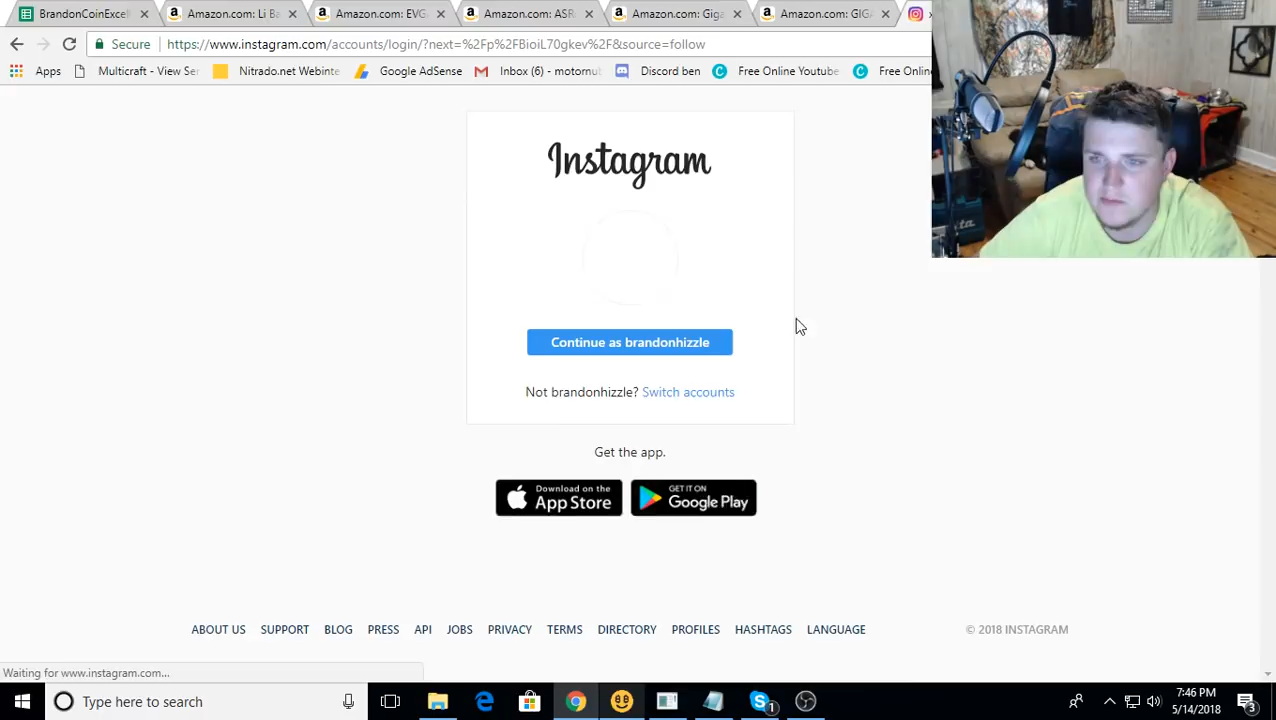 BrandonCoinExcel
Amazon.com: Li Ba
Amazon.com: EVG
Amazon.com: ASR
Amazon.com: Giga
Amazon.com: GIG
Secure
https://www.instagram.com/accounts/login/?next=%2Fp%2FBioiL70gkev%2F&source=follow
Apps
Multicraft - View Ser
Nitrado.net Webinte
Google AdSense
Inbox (6) - motornut
Discord ben
Free Online Youtube
Free Online
Instagram
Continue as brandonhizzle
Not brandonhizzle? Switch accounts
Get the app.
Download on the
App Store
GET IT ON
Google Play
ABOUT US SUPPORT BLOG PRESS API JOBS PRIVACY TERMS DIRECTORY PROFILES HASHTAGS LANGUAGE
© 2018 INSTAGRAM
Waiting for www.instagram.com...
Type here to search
1
7:46 PM
5/14/2018
3